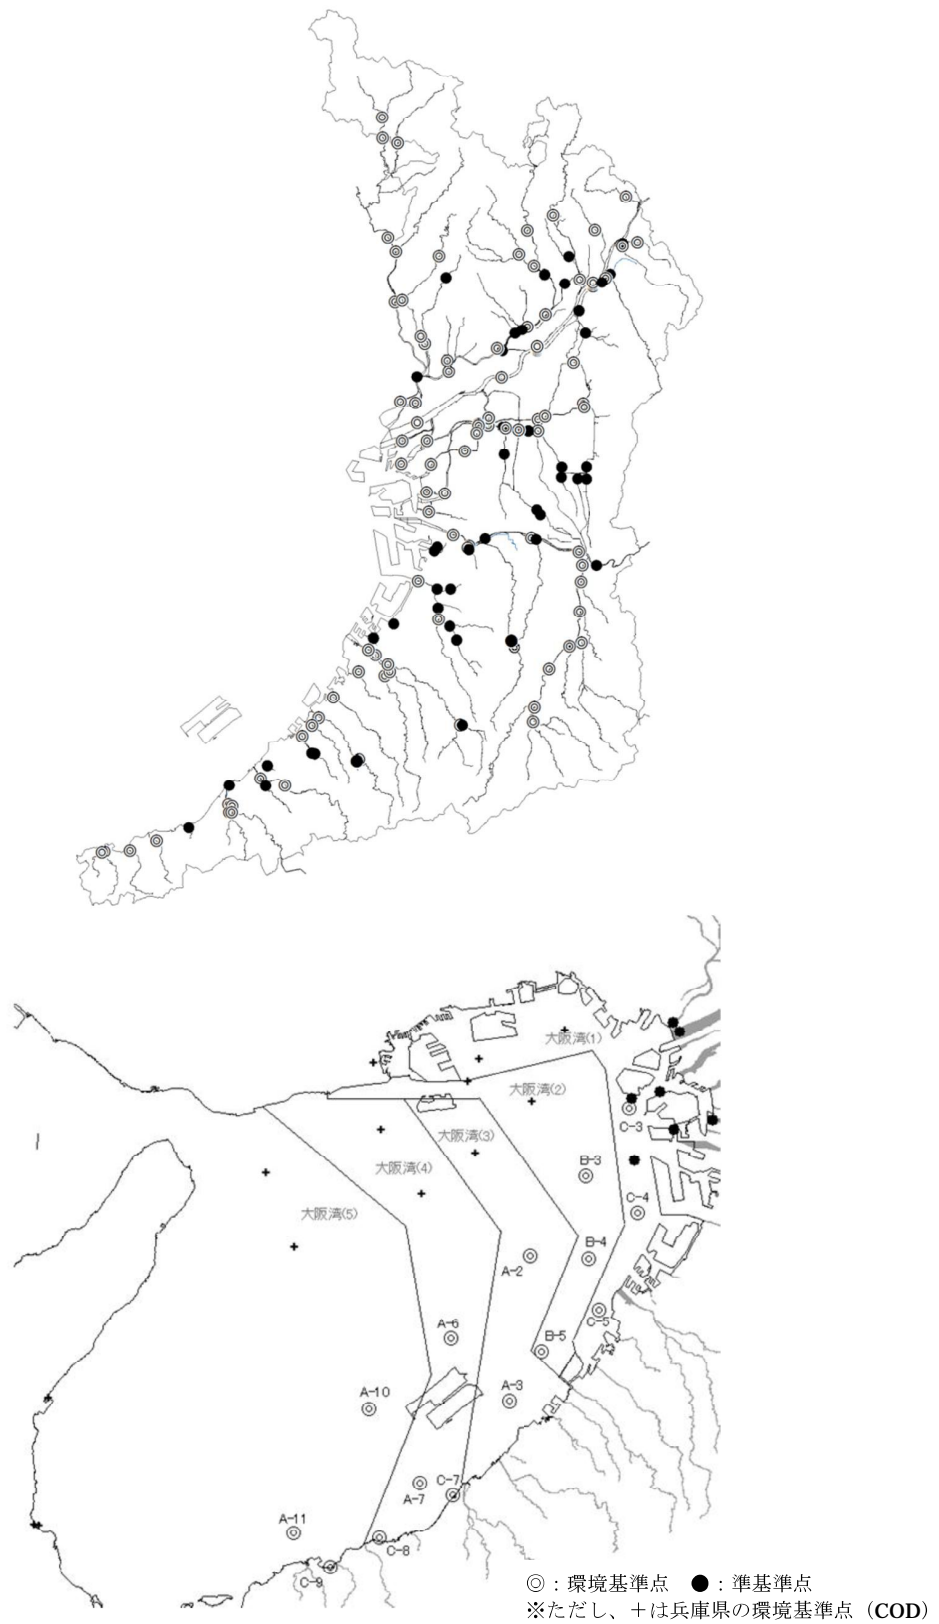 大阪湾(1)
大阪湾(2)
C-3
大阪湾(3)
B-3
大阪湾(4)
C-4
大阪湾(5)
B-4
A-2
C-5
A-6
B-5
A-10
A-3
C-7
A-7
A-11
C-8
C-9
◎：環境基準点　●：準基準点
※ただし、＋は兵庫県の環境基準点（COD）